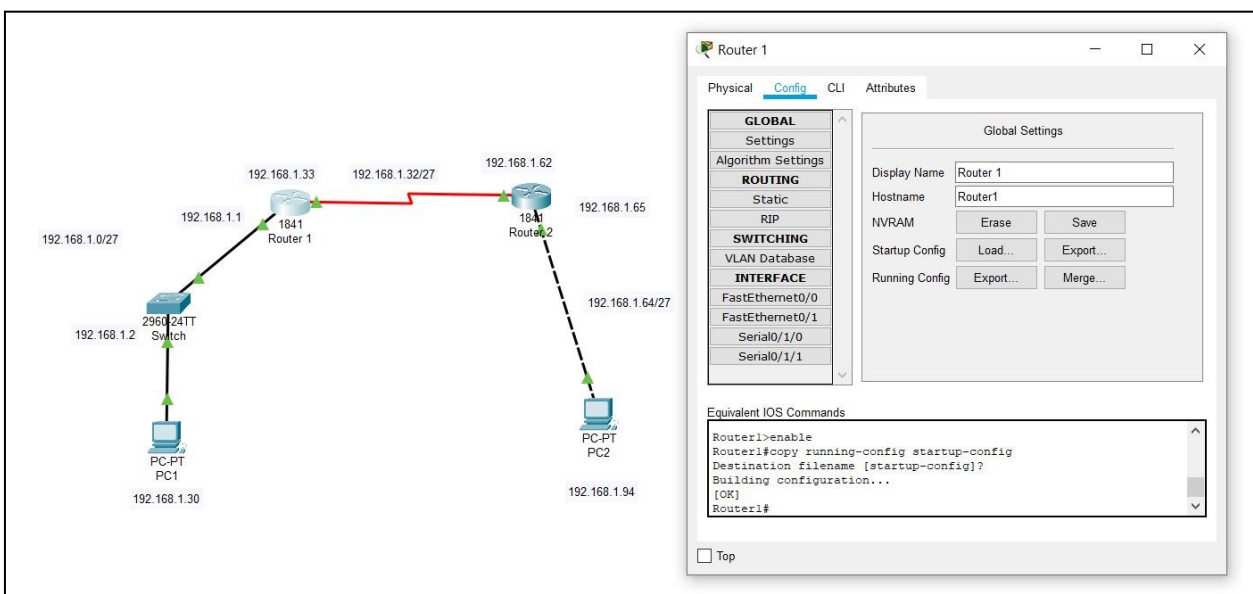 192.168.1.62
192.168.1.33
192.168.1.32/27
192.168.1.65
192.168.1.1
1841
Router 1
1841
Router 2
192.168.1.0/27
192.168.1.64/27
2960-24TT
Switch
192.168.1.2
PC-PT
PC1
192.168.1.30
PC-PT
PC2
192.168.1.94
Router 1
Physical Config CLI Attributes
GLOBAL
Settings
Algorithm Settings
ROUTING
Static
RIP
SWITCHING
VLAN Database
INTERFACE
FastEthernet0/0
FastEthernet0/1
Serial0/1/0
Serial0/1/1
Global Settings
Display Name Router 1
Hostname Router1
NVRAM Erase Save
Startup Config Load... Export...
Running Config Export... Merge...
Equivalent IOS Commands
Router1>enable
Router1#copy running-config startup-config
Destination filename [startup-config]?
Building configuration...
[OK]
Router1#
Top